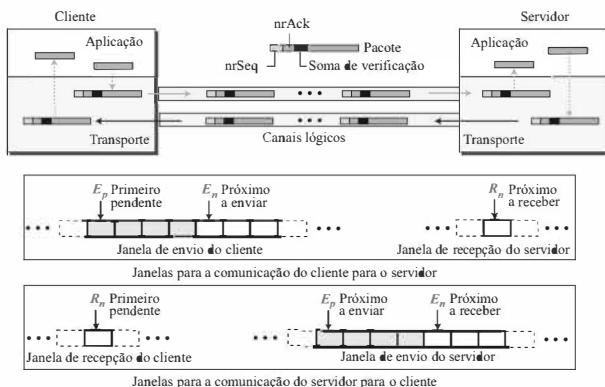 Cliente
Servidor
nrAck
Aplicação
Pacote
Aplicação
nrSeq
Soma de verificação
Transporte
Canais lógicos
Transporte
Ep Primeiro pendente
En Próximo a enviar
Rn Próximo a receber
Janela de envio do cliente
Janela de recepção do servidor
Janelas para a comunicação do cliente para o servidor
Rn Primeiro pendente
Ep Próximo a enviar
En Próximo a receber
Janela de recepção do cliente
Janela de envio do servidor
Janelas para a comunicação do servidor para o cliente